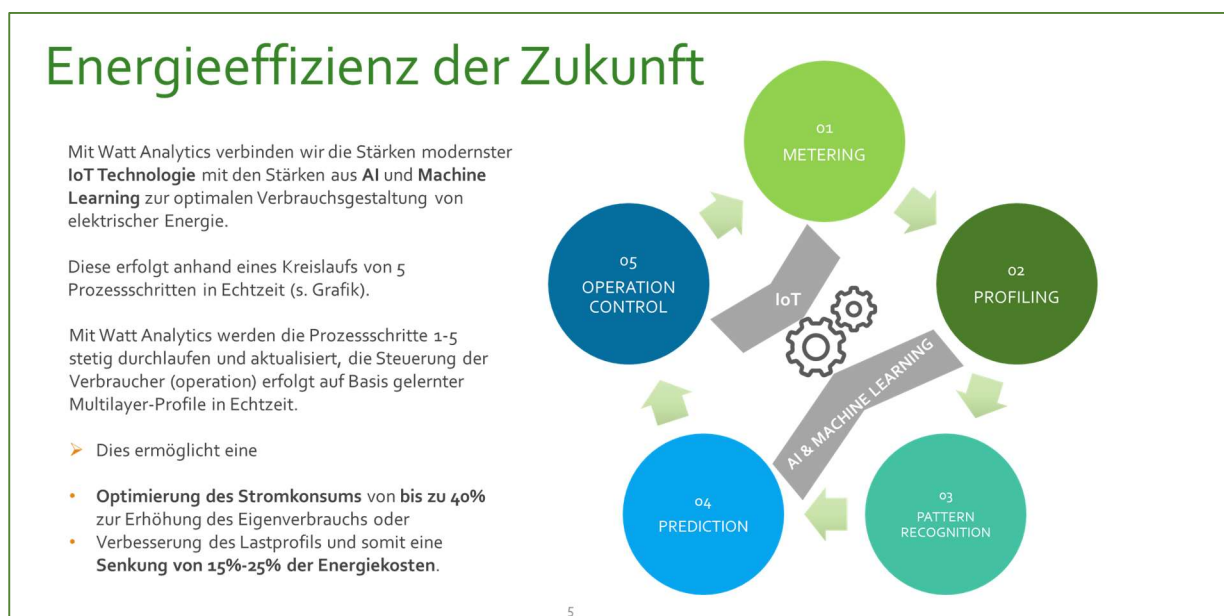 Energieeffizienz der Zukunft
Mit Watt Analytics verbinden wir die Stärken modernster
IoT Technologie mit den Stärken aus AI und Machine
Learning zur optimalen Verbrauchsgestaltung von
elektrischer Energie.
Diese erfolgt anhand eines Kreislaufs von 5
Prozessschritten in Echtzeit (s. Grafik).
Mit Watt Analytics werden die Prozessschritte 1-5
stetig durchlaufen und aktualisiert, die Steuerung der
Verbraucher (operation) erfolgt auf Basis gelernter
Multilayer-Profile in Echtzeit.
➢ Dies ermöglicht eine
• Optimierung des Stromkonsums von bis zu 40%
zur Erhöhung des Eigenverbrauchs oder
• Verbesserung des Lastprofils und somit eine
Senkung von 15%-25% der Energiekosten.
01
METERING
02
PROFILING
03
PATTERN
RECOGNITION
04
PREDICTION
05
OPERATION
CONTROL
IoT
AI & MACHINE LEARNING
5